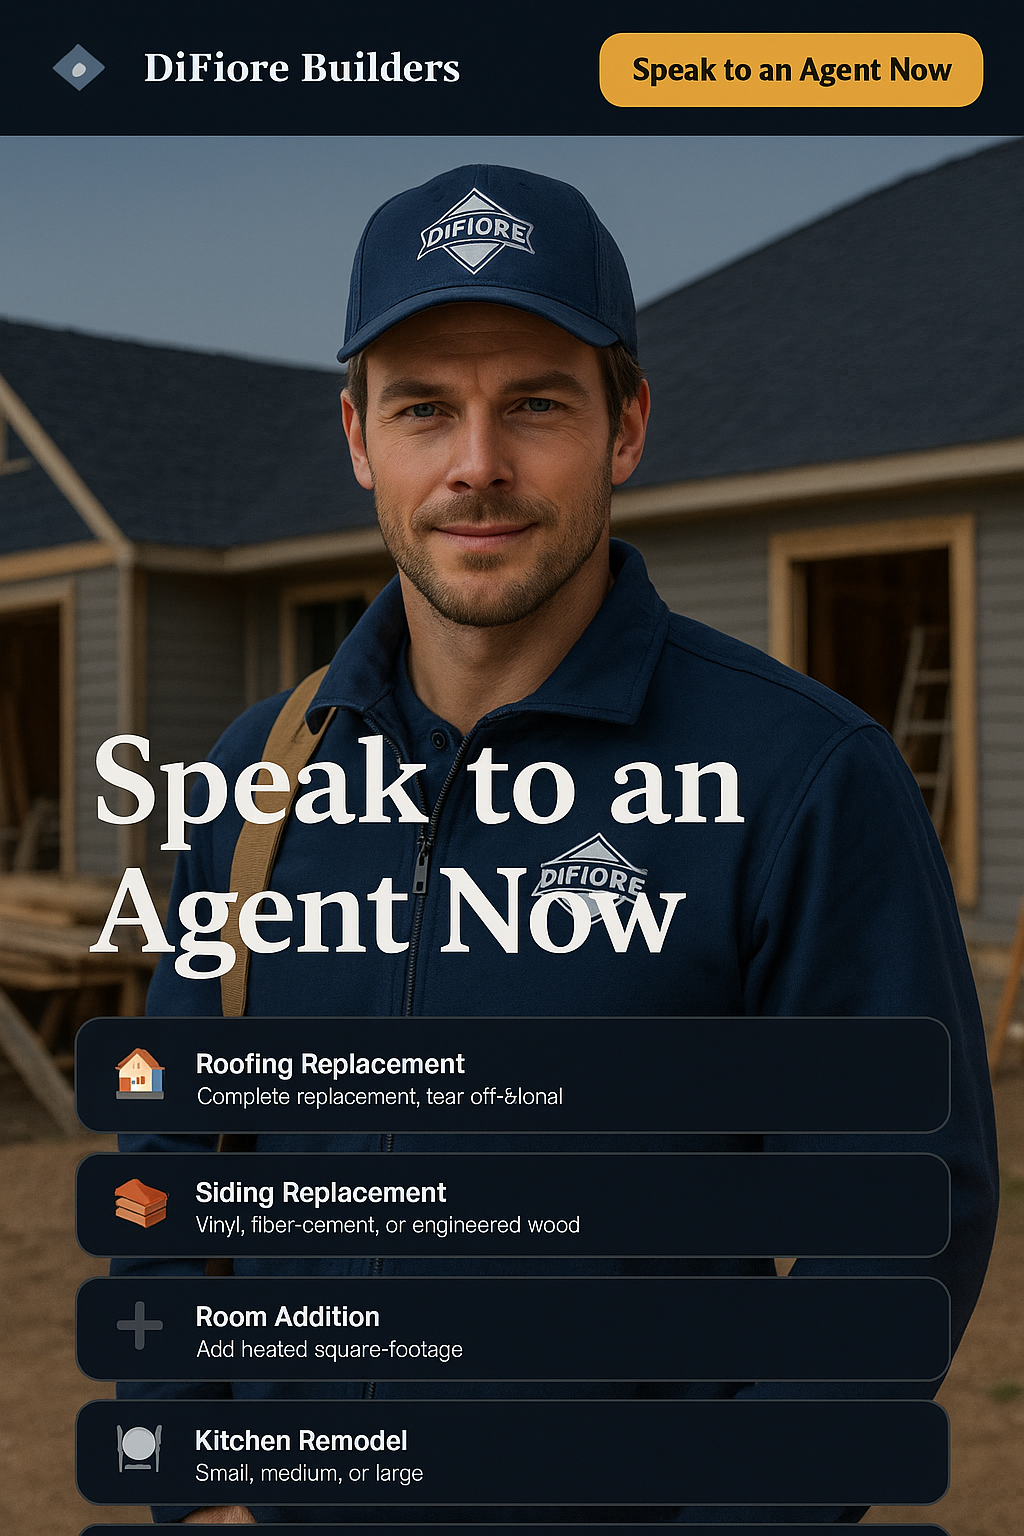 DiFiore Builders
Speak to an Agent Now
DIFIORE
Speak to an
Agent Now
DIFIORE
Roofing Replacement
Complete replacement, tear off-&lonal
Siding Replacement
Vinyl, fiber-cement, or engineered wood
Room Addition
Add heated square-footage
Kitchen Remodel
Small, medium, or large